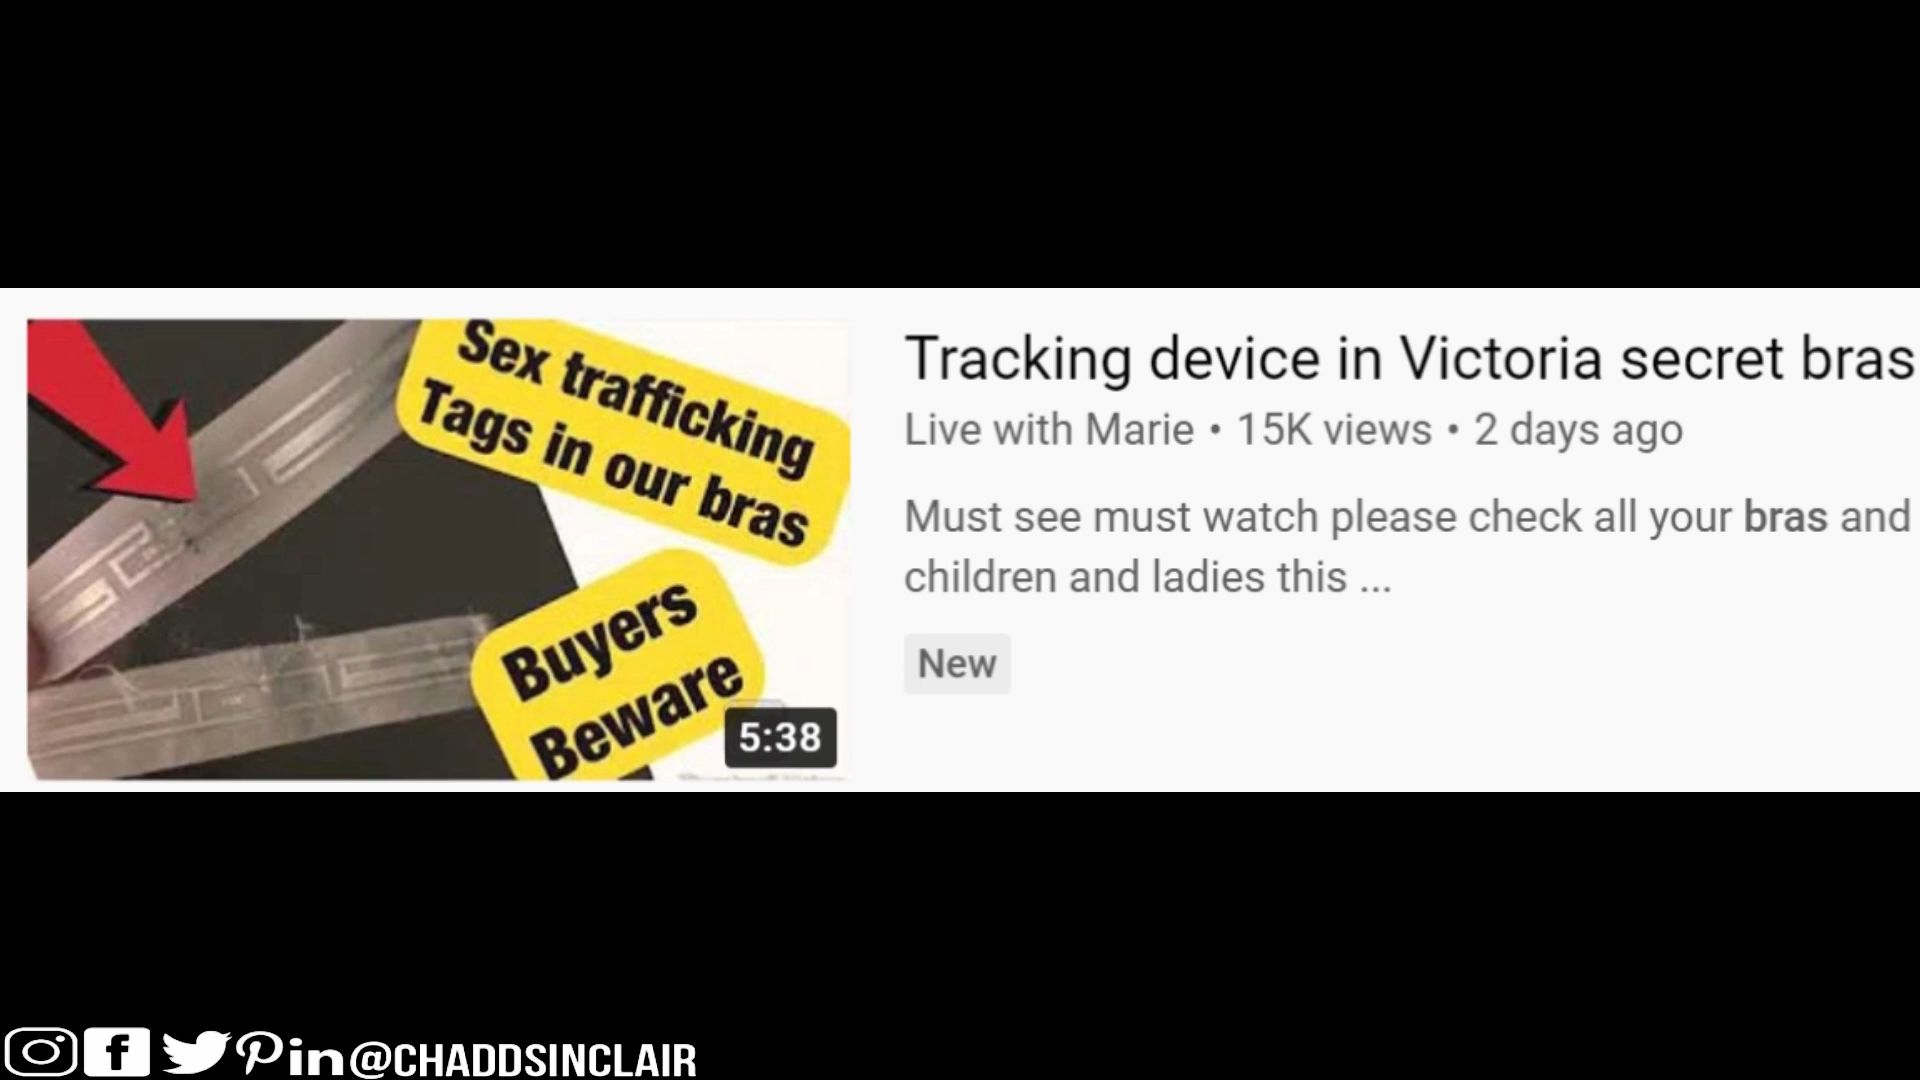 Sex trafficking
Tags in our bras
Buyers
Beware
5:38
Tracking device in Victoria secret bras
Live with Marie • 15K views • 2 days ago
Must see must watch please check all your bras and
children and ladies this ...
New
in@CHADDSINCLAIR